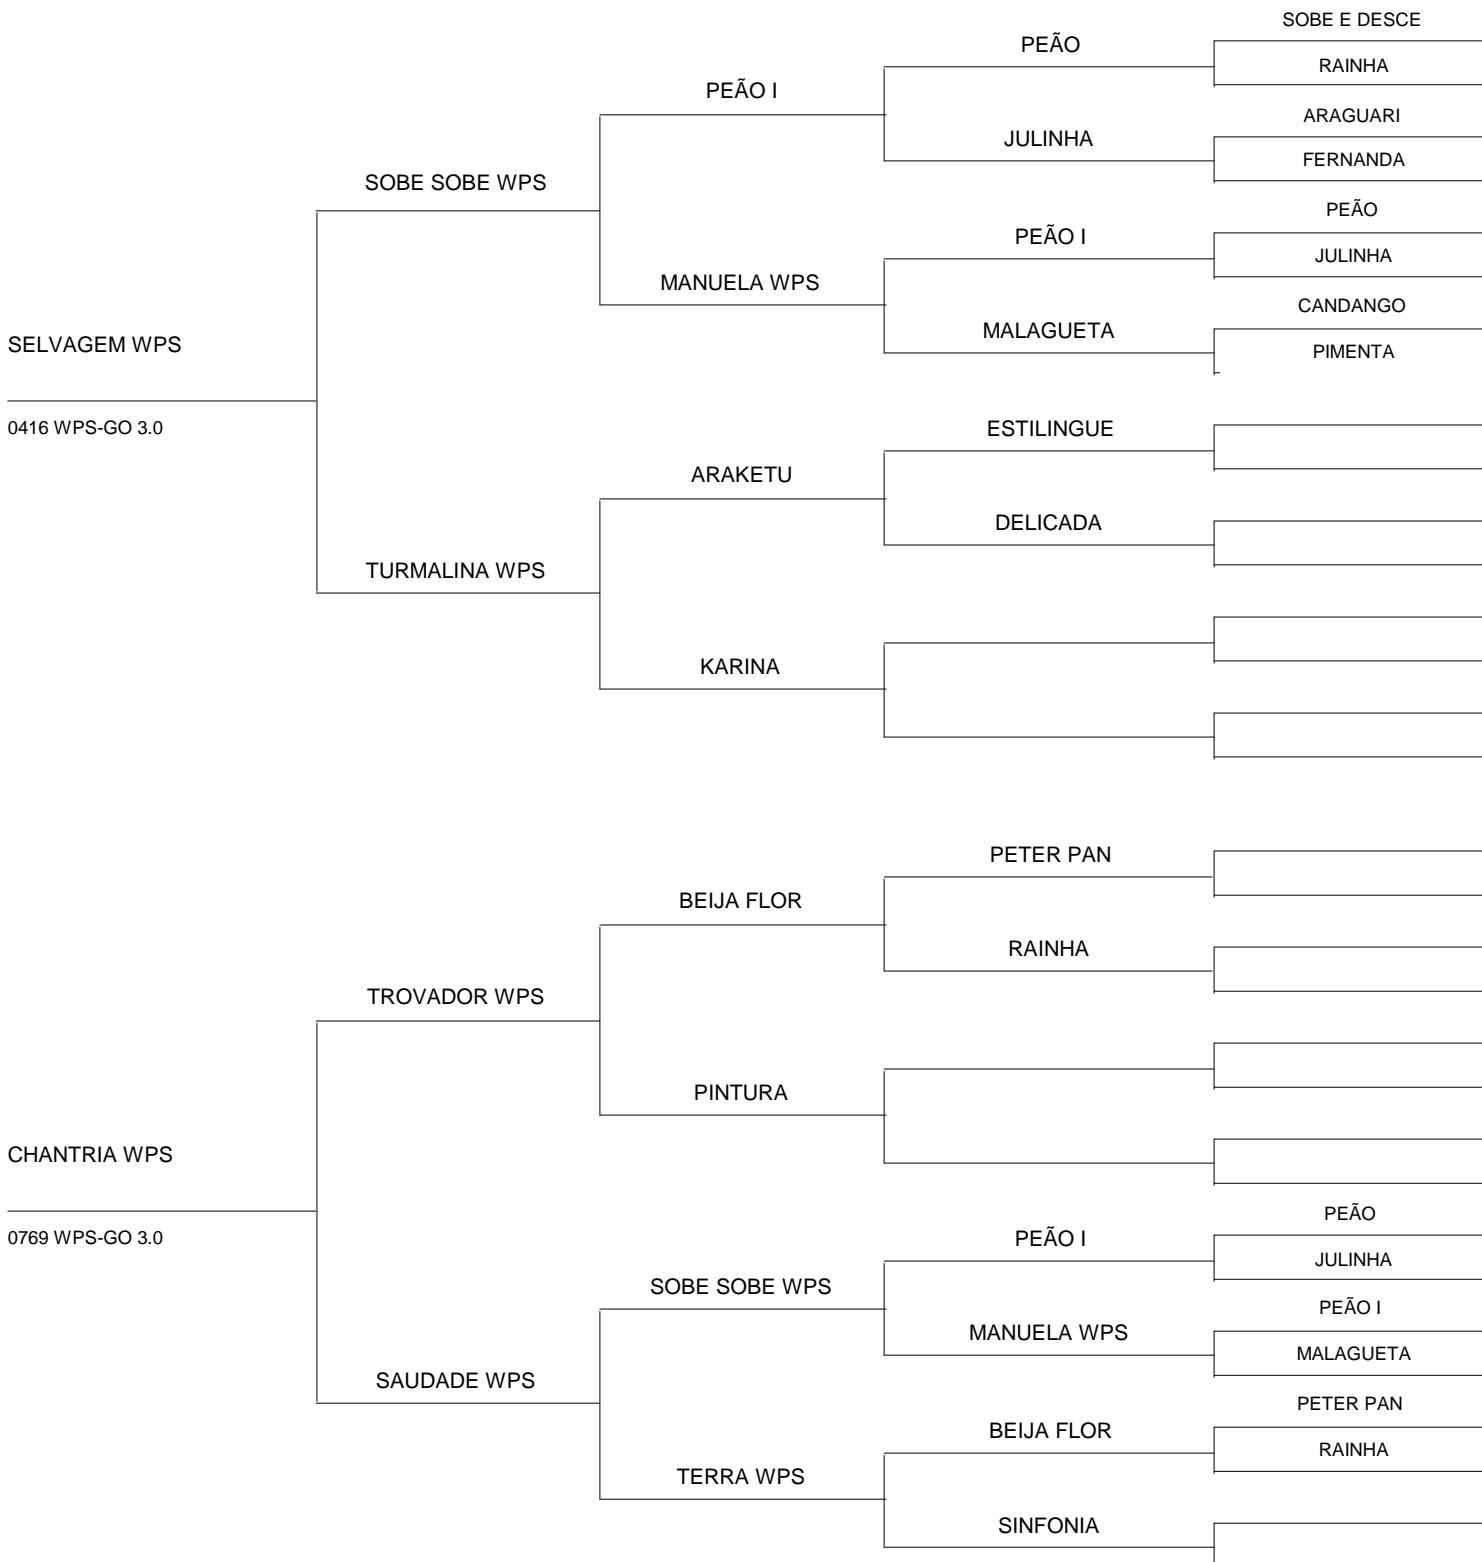 SOBE E DESCE
PEÃO
RAINHA
PEÃO I
ARAGUARI
JULINHA
FERNANDA
SOBE SOBE WPS
PEÃO
PEÃO I
JULINHA
MANUELA WPS
CANDANGO
MALAGUETA
SELVAGEM WPS
PIMENTA
0416 WPS-GO 3.0
ESTILINGUE
ARAKETU
DELICADA
TURMALINA WPS
KARINA
PETER PAN
BEIJA FLOR
RAINHA
TROVADOR WPS
PINTURA
CHANTRIA WPS
PEÃO
0769 WPS-GO 3.0
PEÃO I
JULINHA
SOBE SOBE WPS
PEÃO I
MANUELA WPS
MALAGUETA
SAUDADE WPS
PETER PAN
BEIJA FLOR
RAINHA
TERRA WPS
SINFONIA